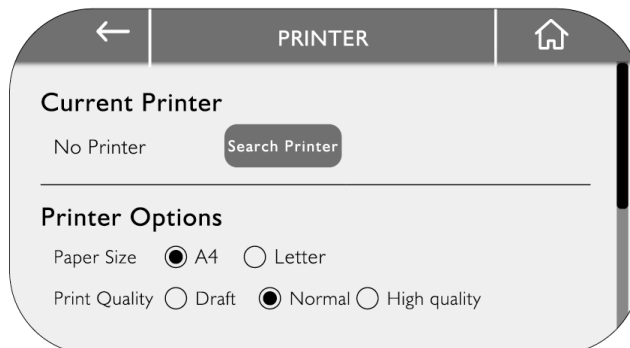 PRINTER
Current Printer
No Printer Search Printer
Printer Options
Paper Size A4 Letter
Print Quality Draft Normal High quality